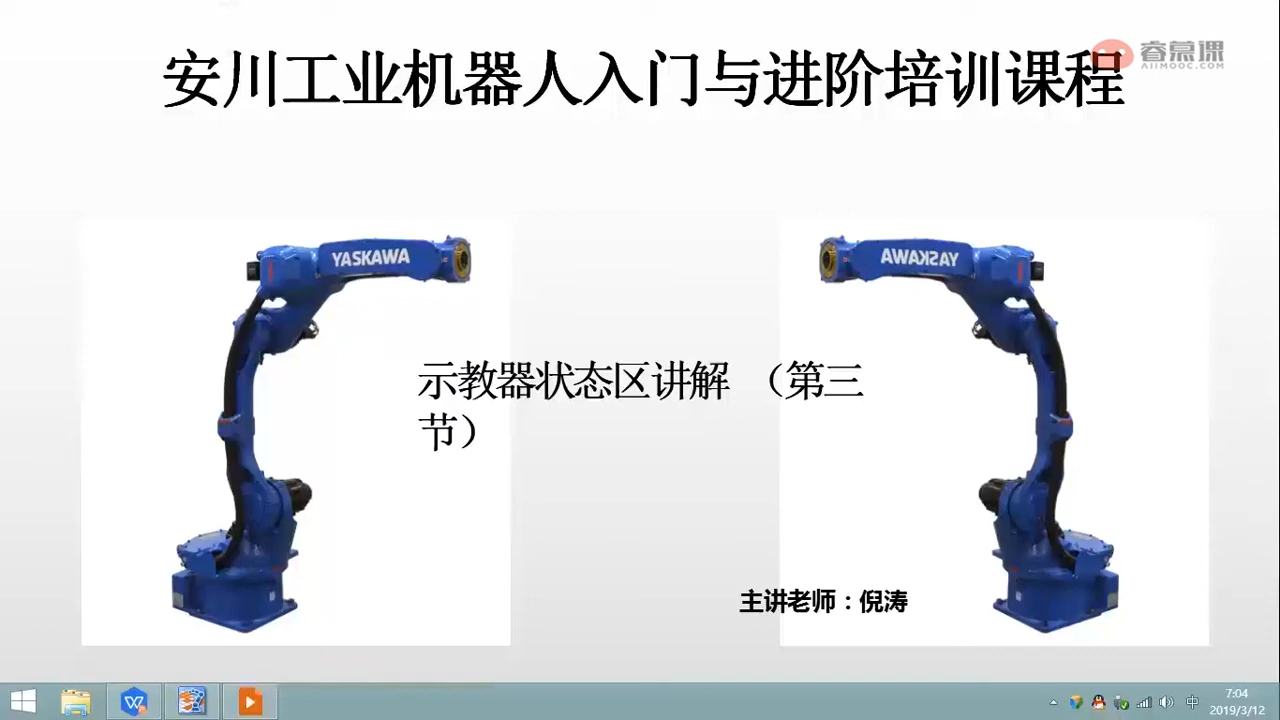 安川工业机器人入门与进阶培训课程
睿慕课
AIIMOOC.COM
YASKAWA
YASKAWA
示教器状态区讲解 （第三
节）
主讲老师：倪涛
中
7:04
2019/3/12